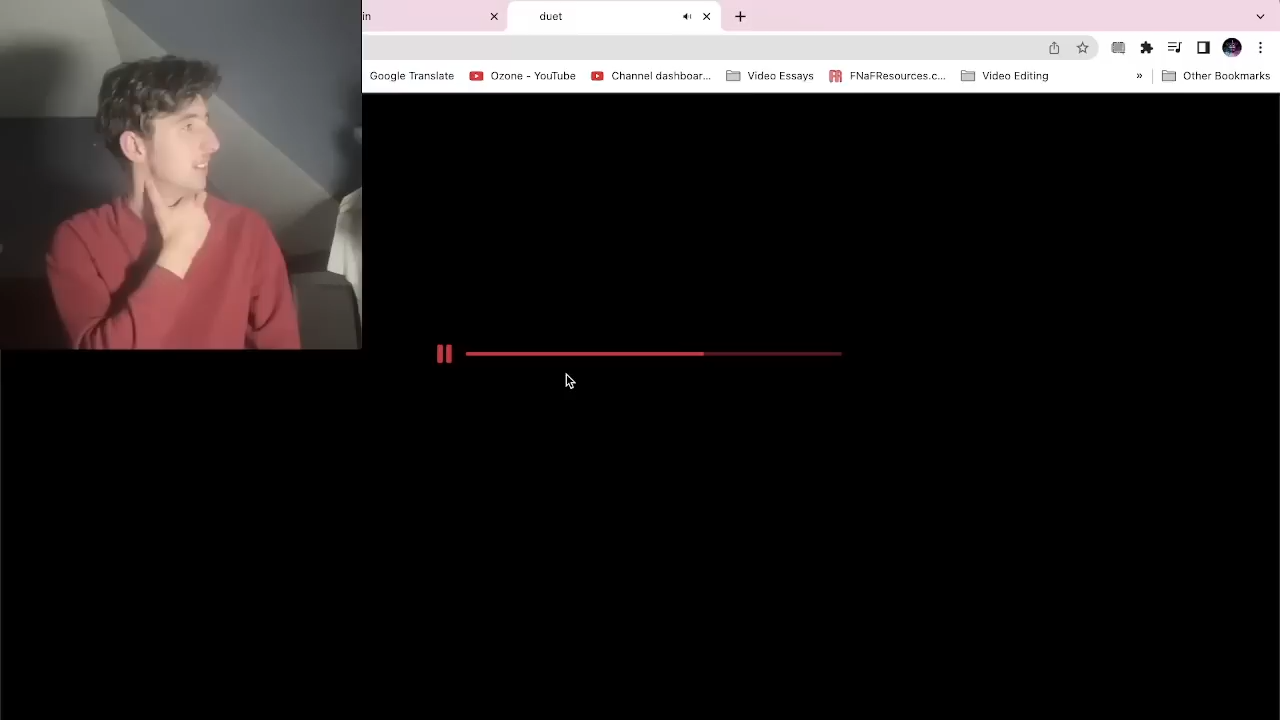 in
duet
Google Translate
Ozone - YouTube
Channel dashboar...
Video Essays
FNaFResources.c...
Video Editing
»
Other Bookmarks